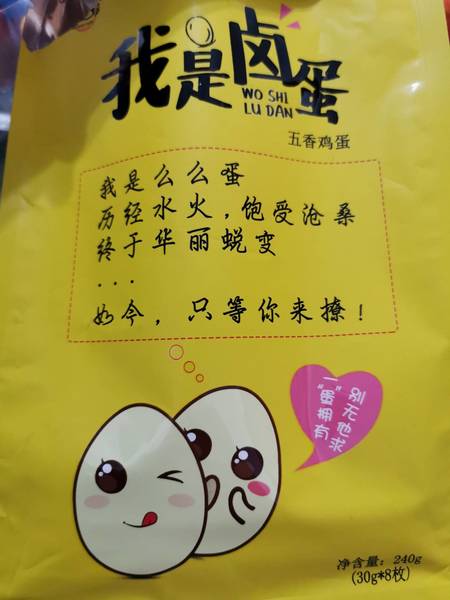 我是卤蛋
WO SHI
LU DAN
五香鸡蛋
我是么么蛋
历经水火，饱受沧桑
终于华丽蜕变
...
如今，只等你来撩！
一“蛋”拥有
别无他求
净含量：240g
(30g*8枚)